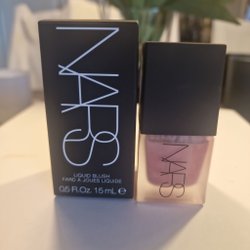 NARS
LIQUID BLUSH
FARD À JOUES LIQUIDE
0.5 Fl. Oz. 15 mL ℮
NARS